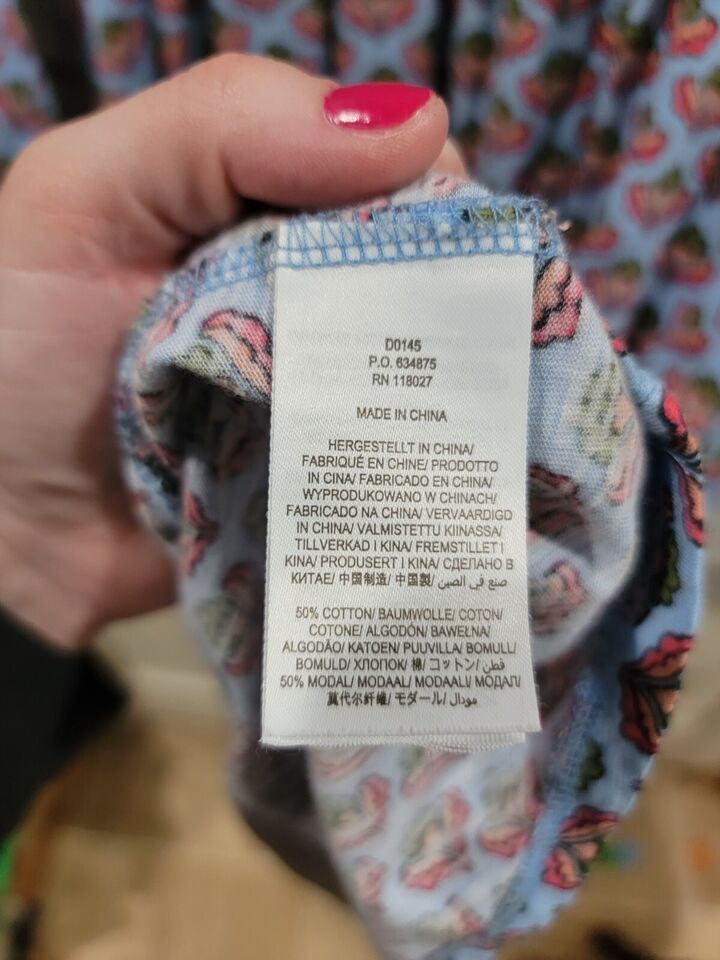 D0145
P.O. 634875
RN 118027
MADE IN CHINA
HERGESTELLT IN CHINA/
FABRIQUÉ EN CHINE/ PRODOTTO
IN CINA/ FABRICADO EN CHINA/
WYPRODUKOWANO W CHINACH/
FABRICADO NA CHINA/ VERVAARDIGD
IN CHINA/ VALMISTETTU KIINASSA/
TILLVERKAD I KINA/ FREMSTILLET I
KINA/ PRODUSERT I KINA/ СДЕЛАНО В
КИТАЕ/ 中国制造/ 中国製/ صنع في الصين
50% COTTON/ BAUMWOLLE/ COTON/
COTONE/ ALGODÓN/ BAWEŁNA/
ALGODÃO/ KATOEN/ PUUVILLA/ BOMULL/
BOMULD/ ХЛОПОК/ 棉/ コットン/ قطن/
50% MODAL/ MODAAL/ MODAALI/ МОДАЛ/
莫代尔纤维/ モダール/ مودال/